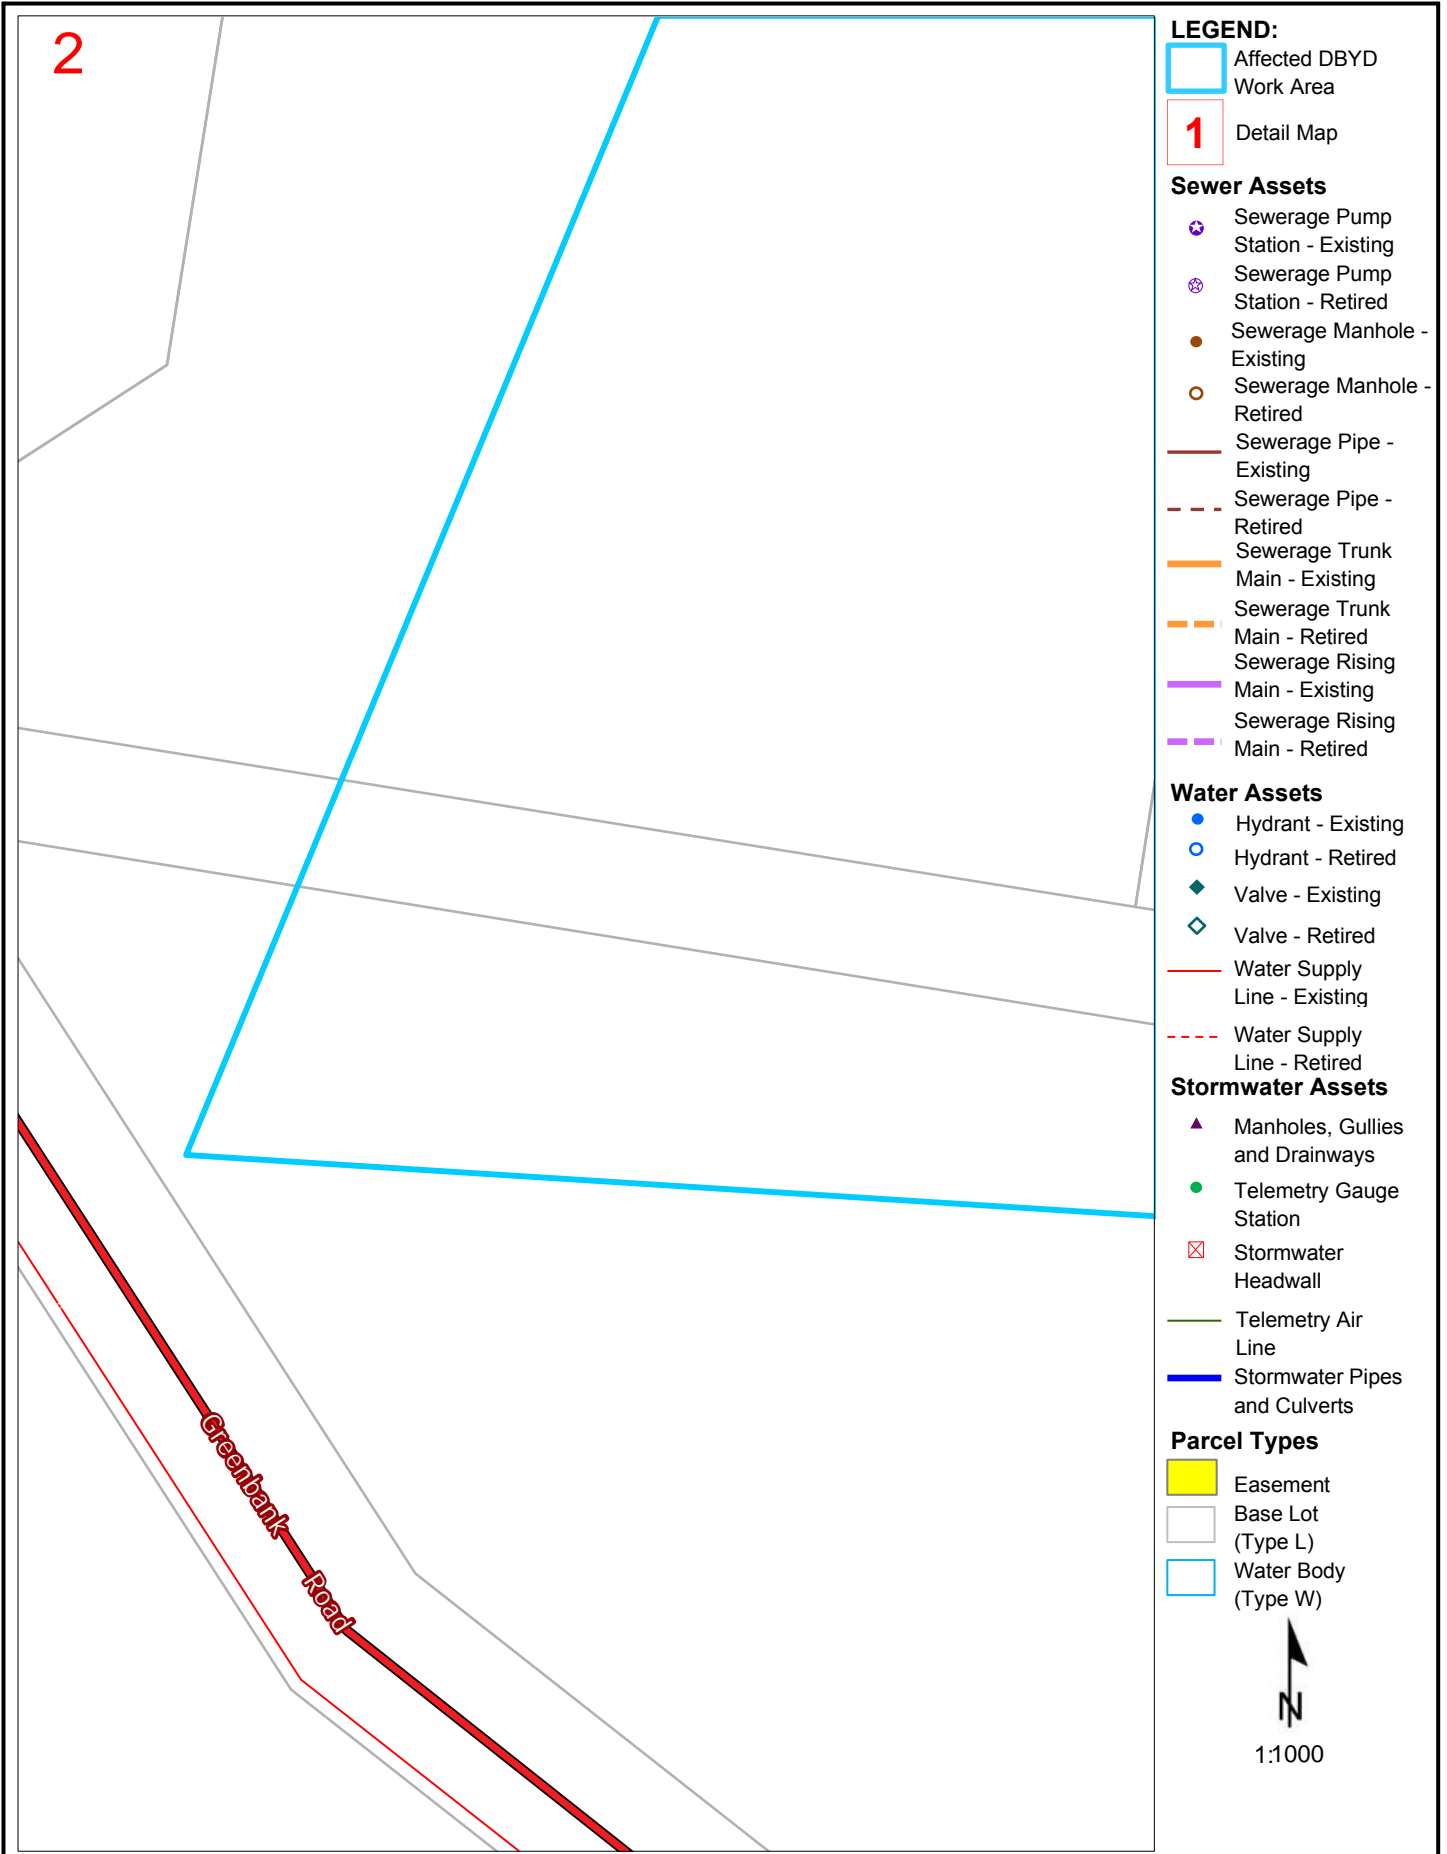 2
Greenbank
Road
LEGEND:
Affected DBYD
Work Area
1
Detail Map
Sewer Assets
Sewerage Pump
Station - Existing
Sewerage Pump
Station - Retired
Sewerage Manhole -
Existing
Sewerage Manhole -
Retired
Sewerage Pipe -
Existing
Sewerage Pipe -
Retired
Sewerage Trunk
Main - Existing
Sewerage Trunk
Main - Retired
Sewerage Rising
Main - Existing
Sewerage Rising
Main - Retired
Water Assets
Hydrant - Existing
Hydrant - Retired
Valve - Existing
Valve - Retired
Water Supply
Line - Existing
Water Supply
Line - Retired
Stormwater Assets
Manholes, Gullies
and Drainways
Telemetry Gauge
Station
Stormwater
Headwall
Telemetry Air
Line
Stormwater Pipes
and Culverts
Parcel Types
Easement
Base Lot
(Type L)
Water Body
(Type W)
N
1:1000